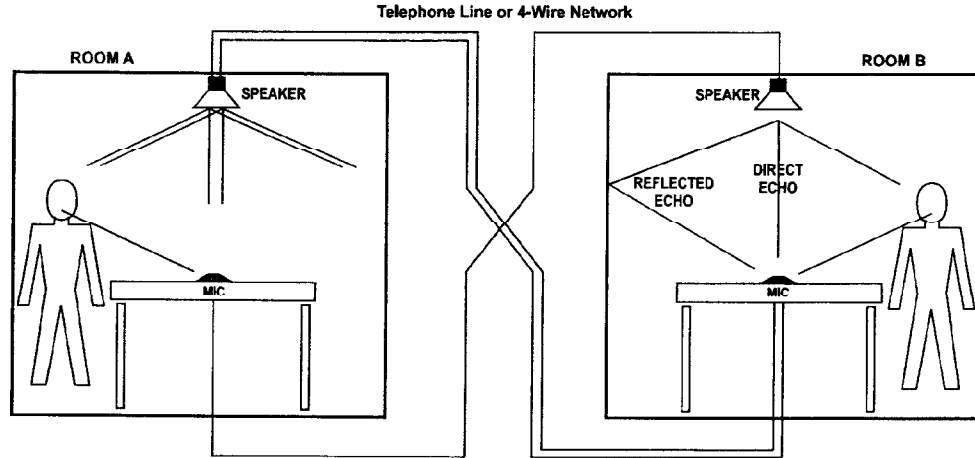 Telephone Line or 4-Wire Network
ROOM A
ROOM B
SPEAKER
SPEAKER
REFLECTED
ECHO
DIRECT
ECHO
MIC
MIC